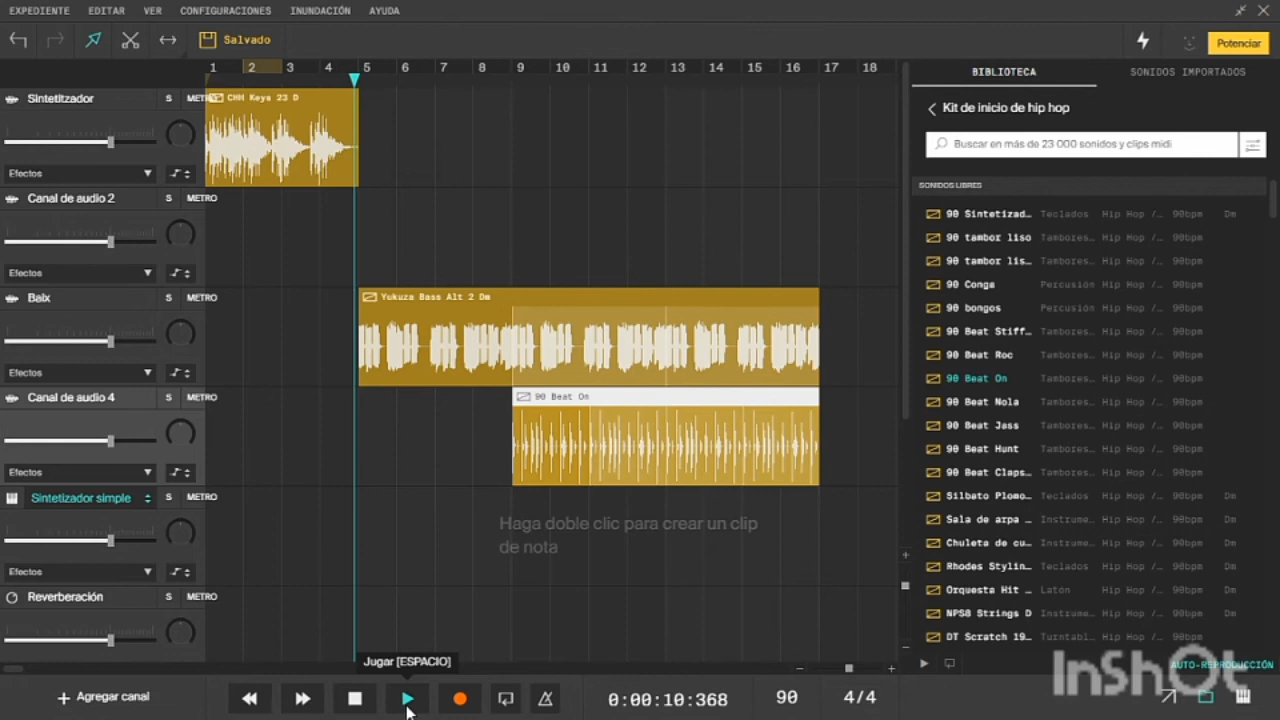 EXPEDIENTE EDITAR VER CONFIGURACIONES INUNDACIÓN AYUDA
Salvado
Potenciar
1 2 3 4 5 6 7 8 9 10 11 12 13 14 15 16 17 18
BIBLIOTECA SONIDOS IMPORTADOS
Kit de inicio de hip hop
Buscar en más de 23 000 sonidos y clips midi
SONIDOS LIBRES
90 Sintetizad… Teclados Hip Hop /… 90bpm Dm
90 tambor liso Tambores… Hip Hop /… 90bpm
90 tambor lis… Tambores… Hip Hop /… 90bpm
90 Conga Percusión Hip Hop /… 90bpm
90 bongos Percusión Hip Hop /… 90bpm
90 Beat Stiff… Tambores… Hip Hop /… 90bpm
90 Beat Roc Tambores… Hip Hop /… 90bpm
90 Beat On Tambores… Hip Hop /… 90bpm
90 Beat Nola Tambores… Hip Hop /… 90bpm
90 Beat Jass Tambores… Hip Hop /… 90bpm
90 Beat Hunt Tambores… Hip Hop /… 90bpm
90 Beat Claps… Tambores… Hip Hop /… 90bpm
Silbato Plomo… Teclados Hip Hop /… 90bpm Dm
Sala de arpa … Instrume… Hip Hop /… 90bpm Dm
Chuleta de cu… Instrume… Hip Hop /… 90bpm Dm
Rhodes Stylin… Teclados Hip Hop /… 90bpm Dm
Orquesta Hit … Laton Hip Hop /… 90bpm Dm
NPS8 Strings D Instrume… Hip Hop /… 90bpm Dm
DT Scratch 19… Turntabl… Hip Hop /… 90bpm Dm
AUTO-REPRODUCCIÓN
InShOt
Sintetitzador S METRO
CHH Keys 23 D
Efectos
Canal de audio 2 S METRO
Efectos
Baix S METRO
Yukuza Bass Alt 2 Dm
Efectos
Canal de audio 4 S METRO
90 Beat On
Efectos
Sintetizador simple S METRO
Haga doble clic para crear un clip
de nota
Efectos
Reverberación S METRO
Jugar [ESPACIO]
+ Agregar canal
0:00:10:368 90 4/4